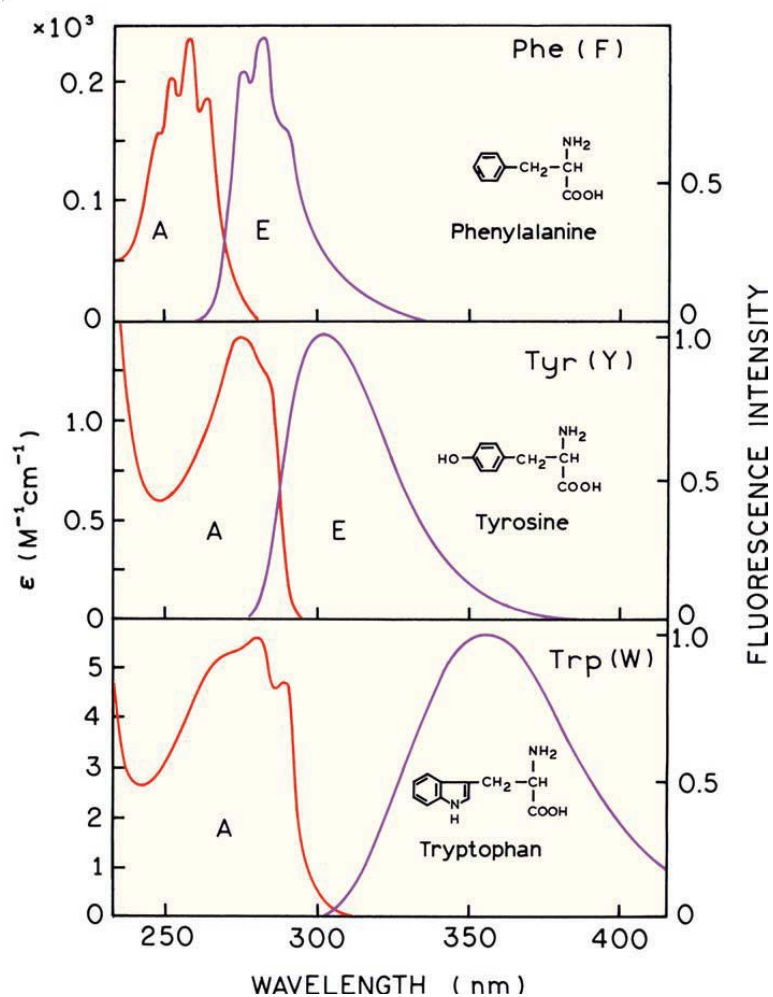 ×10³
Phe (F)
0.2
NH₂
CH₂
CH
COOH
0.5
0.1
A
E
Phenylalanine
0
0
FLUORESCENCE INTENSITY
Tyr (Y)
1.0
1.0
NH₂
HO
CH₂
CH
COOH
0.5
0.5
A
E
Tyrosine
ε (M⁻¹cm⁻¹)
0
0
Trp (W)
1.0
5
4
NH₂
3
CH₂
CH
0.5
N
H
COOH
2
A
Tryptophan
1
0
0
250
300
350
400
WAVELENGTH (nm)